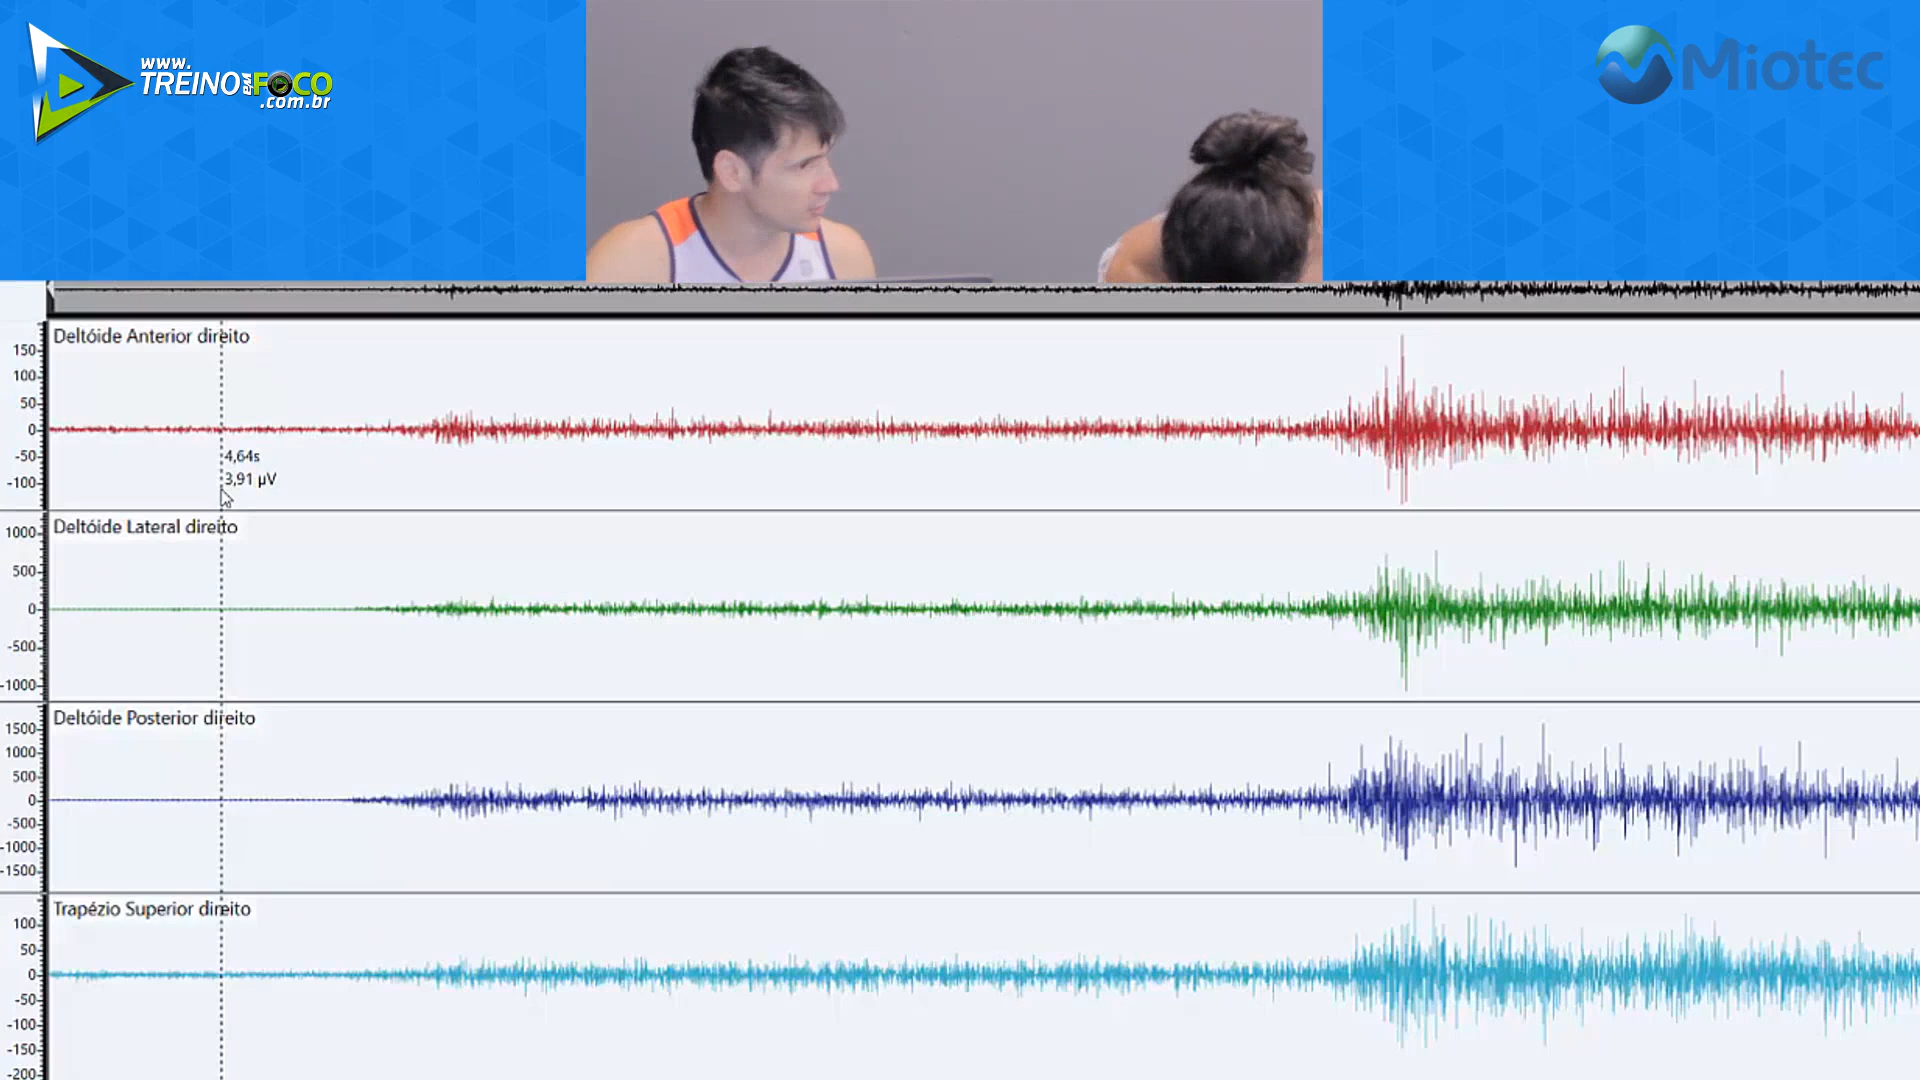 WWW.
TREINO EM FOCO
.com.br
Miotec
Deltóide Anterior direito
150
100
50
0
-50
-100
4,64s
3,91 µV
Deltóide Lateral direito
1000
500
0
-500
-1000
Deltóide Posterior direito
1500
1000
500
0
-500
-1000
-1500
Trapézio Superior direito
100
50
0
-50
-100
-150
-200